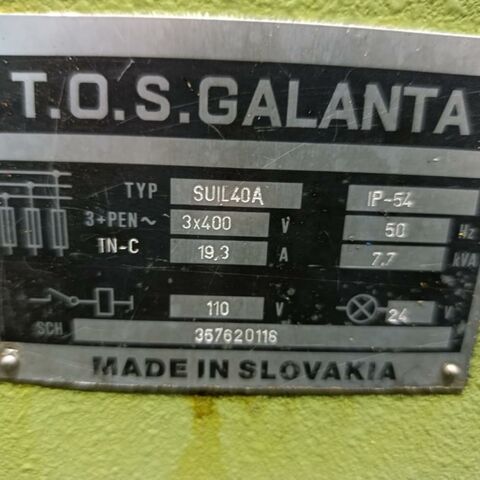 T.O.S.GALANTA
TYP SUIL40A IP-54
3+PEN~ 3x400 V 50 Hz
TN-C 19,3 A 7,7 kVA
110 V 24 V
SCH. 357620116
MADE IN SLOVAKIA